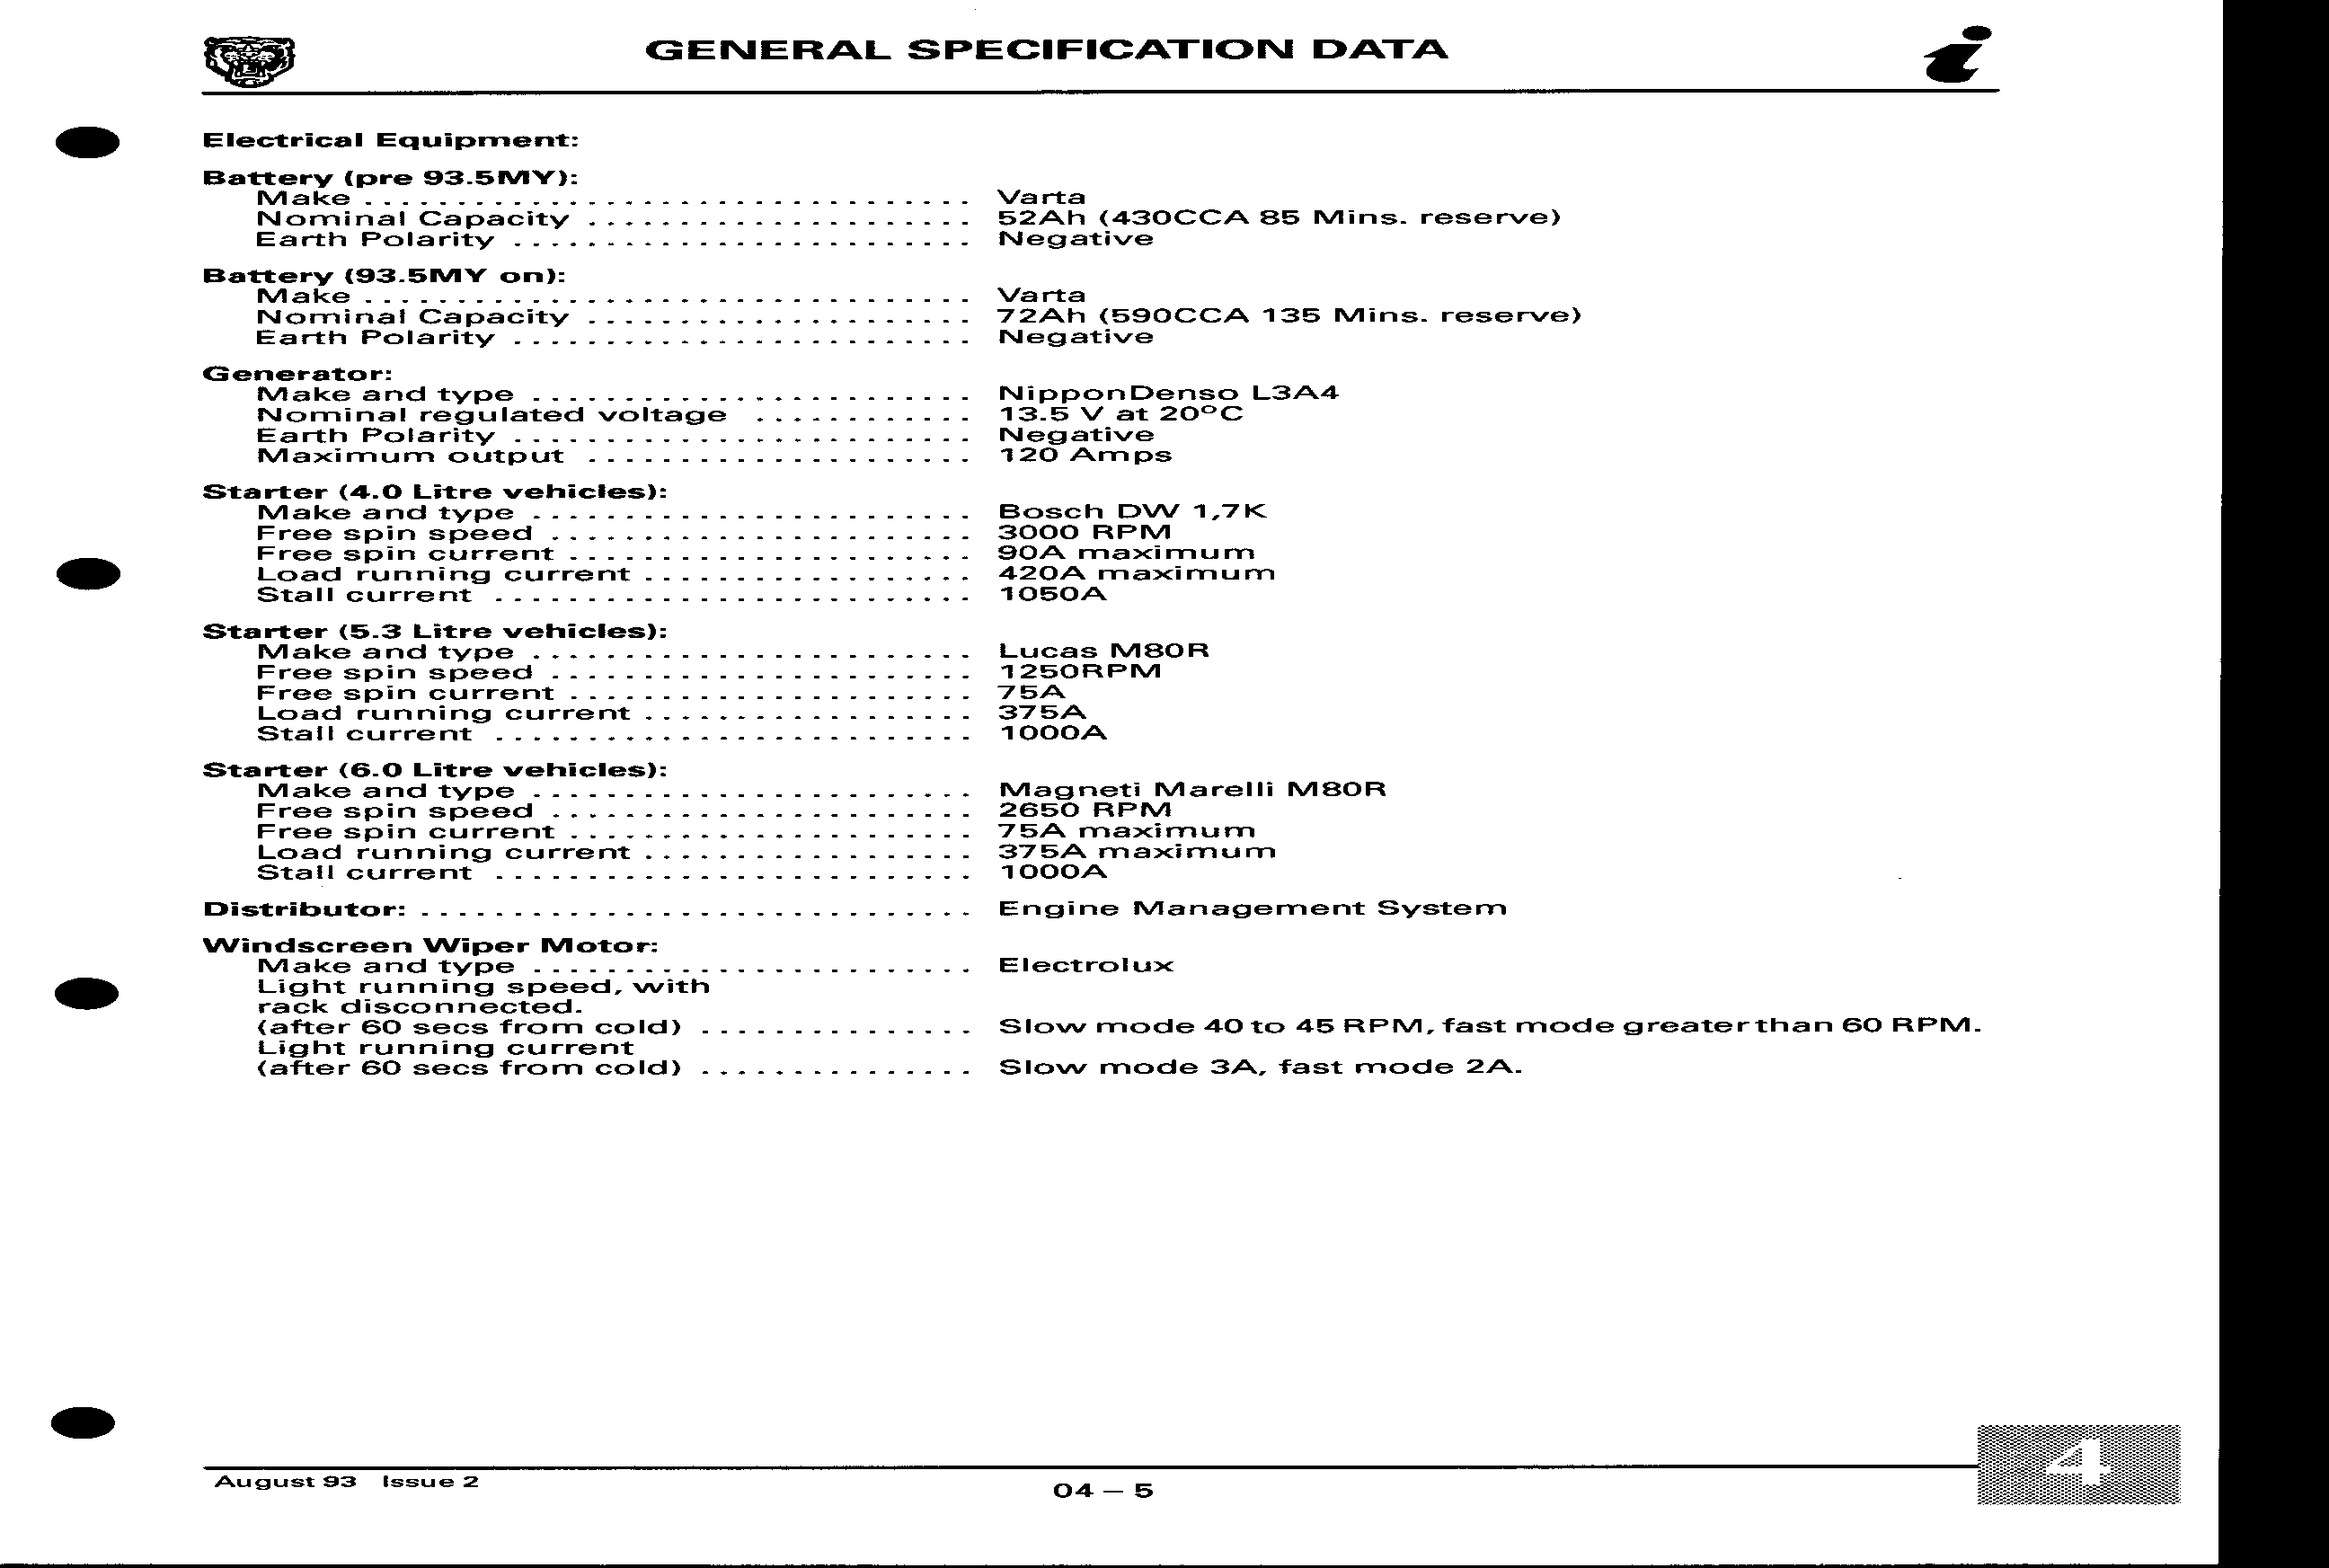 GENERAL SPECIFICATION DATA
Electrical Equipment:
Battery (pre 93.5MY):
Make . . . . . . . . . . . . . . . . . . . . . . . . . . . . . . . . . Varta
Nominal Capacity . . . . . . . . . . . . . . . . . . . . . 52Ah (430CCA 85 Mins. reserve)
Earth Polarity . . . . . . . . . . . . . . . . . . . . . . . . . Negative
Battery (93.5MY on):
Make . . . . . . . . . . . . . . . . . . . . . . . . . . . . . . . . . Varta
Nominal Capacity . . . . . . . . . . . . . . . . . . . . . 72Ah (590CCA 135 Mins. reserve)
Earth Polarity . . . . . . . . . . . . . . . . . . . . . . . . . Negative
Generator:
Make and type . . . . . . . . . . . . . . . . . . . . . . . . NipponDenso L3A4
Nominal regulated voltage . . . . . . . . . . . . 13.5 V at 20°C
Earth Polarity . . . . . . . . . . . . . . . . . . . . . . . . . Negative
Maximum output . . . . . . . . . . . . . . . . . . . . . 120 Amps
Starter (4.0 Litre vehicles):
Make and type . . . . . . . . . . . . . . . . . . . . . . . . Bosch DW 1,7K
Free spin speed . . . . . . . . . . . . . . . . . . . . . . . 3000 RPM
Free spin current . . . . . . . . . . . . . . . . . . . . . . 90A maximum
Load running current . . . . . . . . . . . . . . . . . . 420A maximum
Stall current . . . . . . . . . . . . . . . . . . . . . . . . . . 1050A
Starter (5.3 Litre vehicles):
Make and type . . . . . . . . . . . . . . . . . . . . . . . . Lucas M80R
Free spin speed . . . . . . . . . . . . . . . . . . . . . . . 1250RPM
Free spin current . . . . . . . . . . . . . . . . . . . . . . 75A
Load running current . . . . . . . . . . . . . . . . . . 375A
Stall current . . . . . . . . . . . . . . . . . . . . . . . . . . 1000A
Starter (6.0 Litre vehicles):
Make and type . . . . . . . . . . . . . . . . . . . . . . . . Magneti Marelli M80R
Free spin speed . . . . . . . . . . . . . . . . . . . . . . . 2650 RPM
Free spin current . . . . . . . . . . . . . . . . . . . . . . 75A maximum
Load running current . . . . . . . . . . . . . . . . . . 375A maximum
Stall current . . . . . . . . . . . . . . . . . . . . . . . . . . 1000A
Distributor: . . . . . . . . . . . . . . . . . . . . . . . . . . . . . . Engine Management System
Windscreen Wiper Motor:
Make and type . . . . . . . . . . . . . . . . . . . . . . . . Electrolux
Light running speed, with
rack disconnected.
(after 60 secs from cold) . . . . . . . . . . . . . . . Slow mode 40 to 45 RPM, fast mode greater than 60 RPM.
Light running current
(after 60 secs from cold) . . . . . . . . . . . . . . . Slow mode 3A, fast mode 2A.
4
August 93 Issue 2
04 – 5